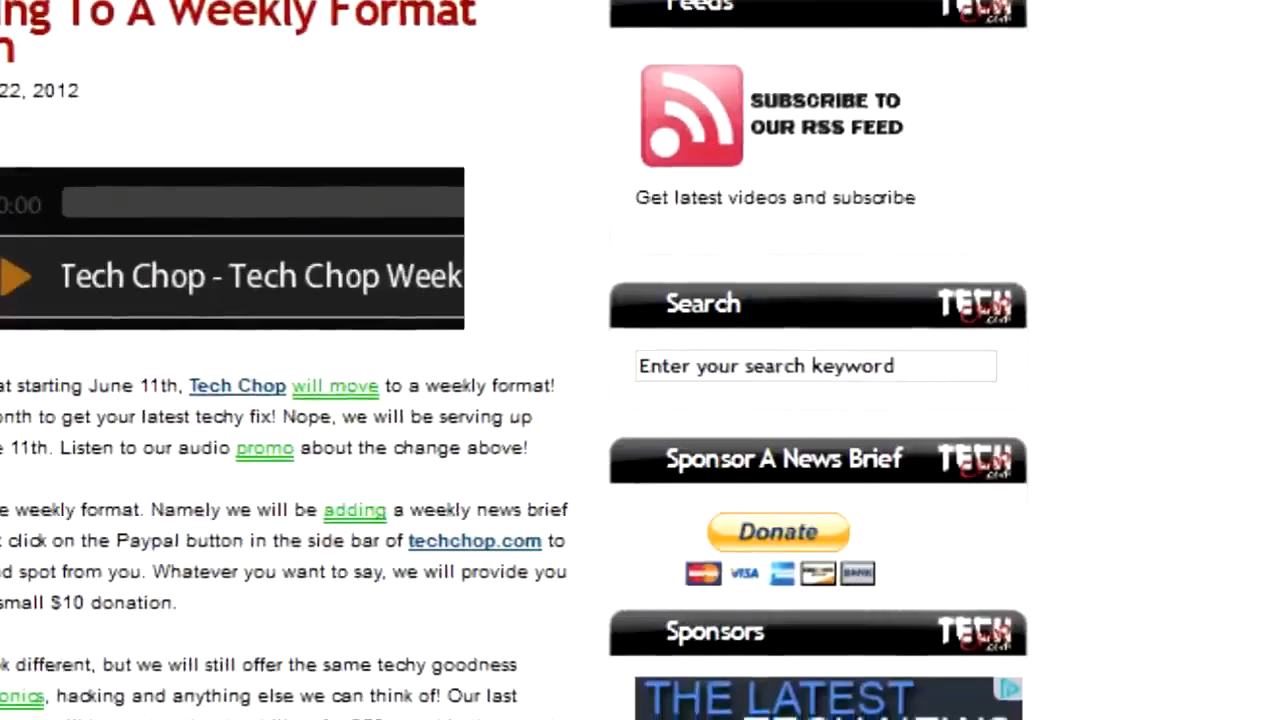 ing To A Weekly Format
n
22, 2012
0:00
Tech Chop - Tech Chop Week
at starting June 11th, Tech Chop will move to a weekly format!
onth to get your latest techy fix! Nope, we will be serving up
e 11th. Listen to our audio promo about the change above!
e weekly format. Namely we will be adding a weekly news brief
click on the Paypal button in the side bar of techchop.com to
d spot from you. Whatever you want to say, we will provide you
small $10 donation.
k different, but we will still offer the same techy goodness
onics, hacking and anything else we can think of! Our last
Feeds
TECH
SUBSCRIBE TO
OUR RSS FEED
Get latest videos and subscribe
Search
TECH
Enter your search keyword
Sponsor A News Brief
TECH
Donate
VISA
Sponsors
TECH
THE LATEST